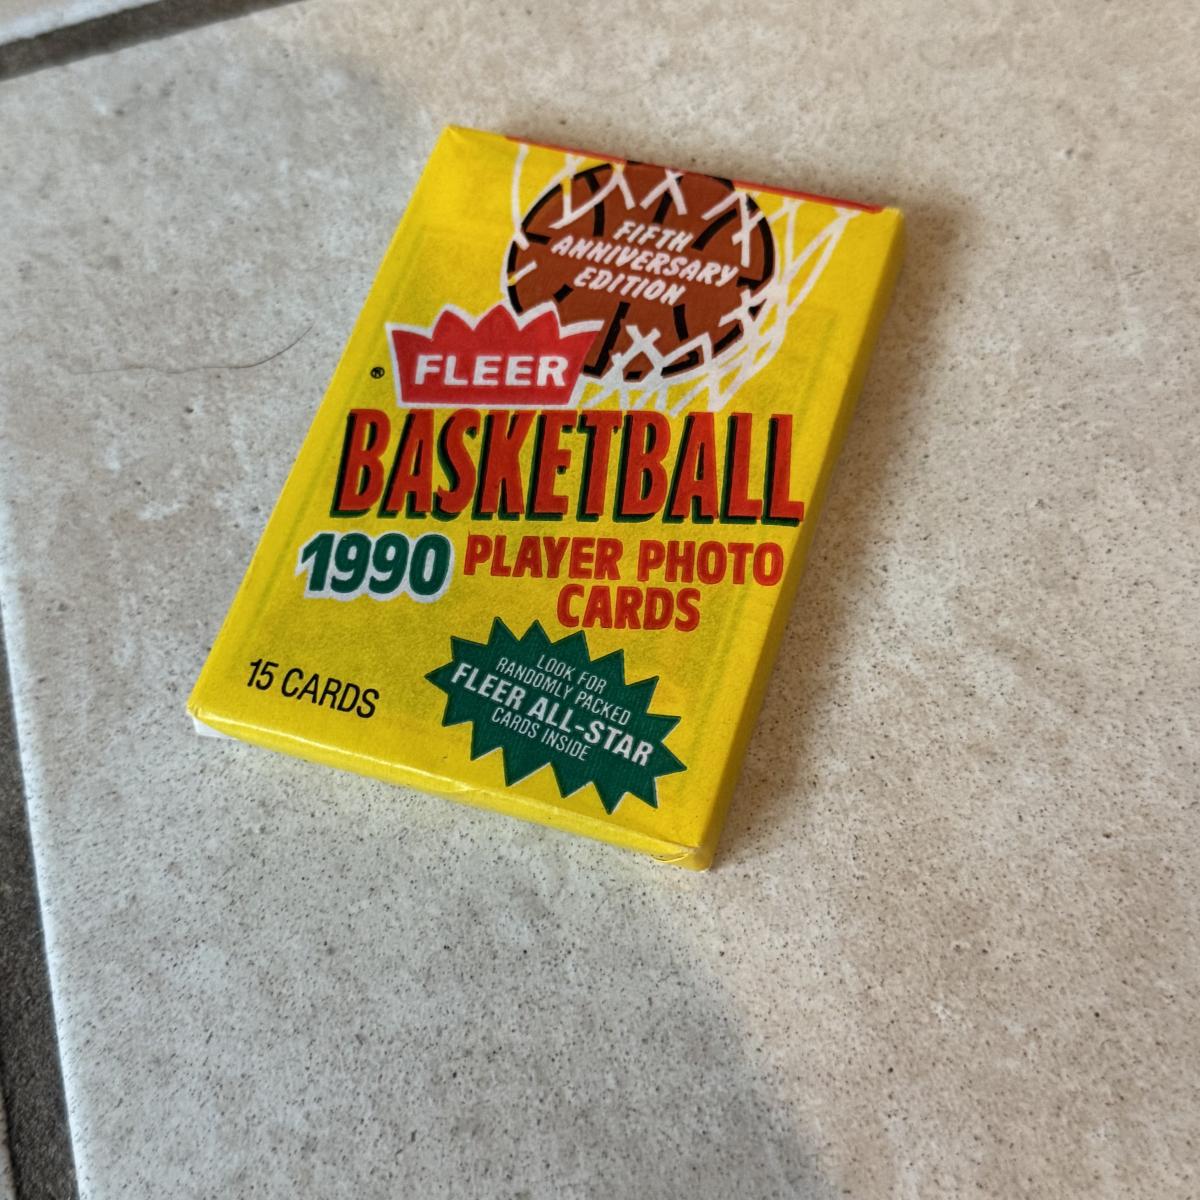 FIFTH
ANNIVERSARY
EDITION
FLEER
®
BASKETBALL
1990 PLAYER PHOTO
CARDS
15 CARDS
LOOK FOR
RANDOMLY PACKED
FLEER ALL-STAR
CARDS INSIDE